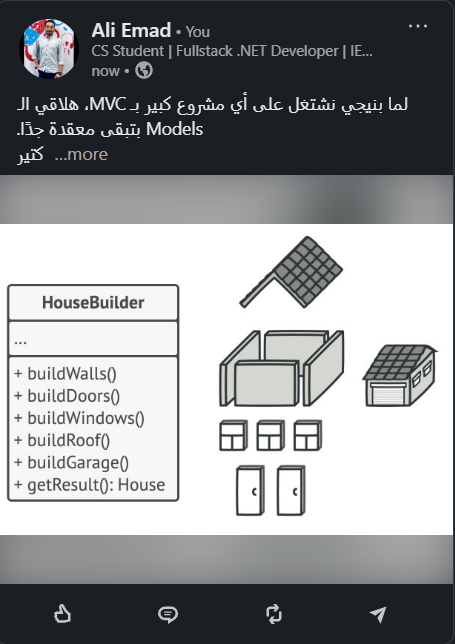 Ali Emad • You
CS Student | Fullstack .NET Developer | IE...
now •
لما بنيجي نشتغل على أي مشروع كبير بـ MVC، هلاقي الـ
Models بتبقى معقدة جدًا.
كتير ...more
HouseBuilder
...
+ buildWalls()
+ buildDoors()
+ buildWindows()
+ buildRoof()
+ buildGarage()
+ getResult(): House